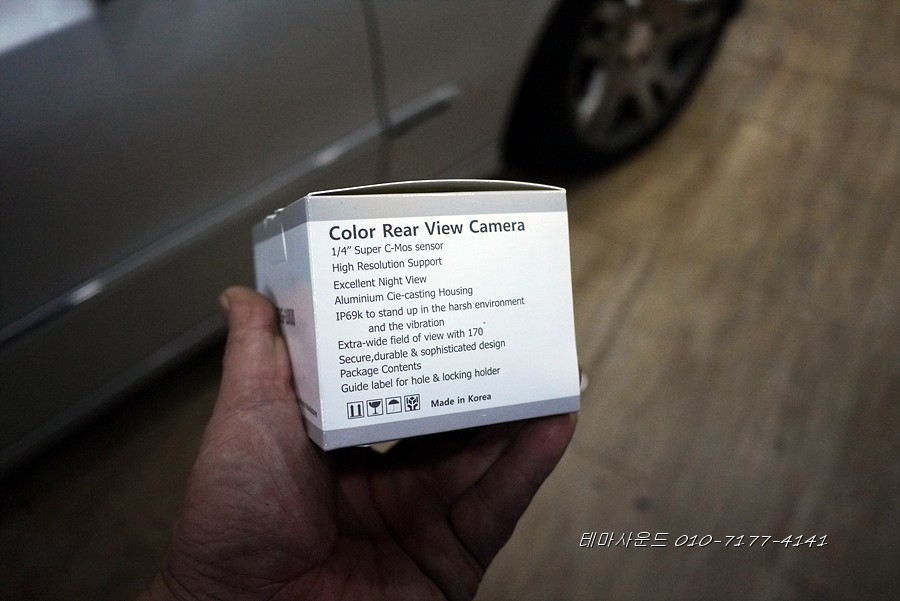 Color Rear View Camera
1/4" Super C-Mos sensor
High Resolution Support
Excellent Night View
Aluminium Cie-casting Housing
IP69k to stand up in the harsh environment
and the vibration
Extra-wide field of view with 170˚
Secure,durable & sophisticated design
Package Contents
Guide label for hole & locking holder
Made in Korea
테마사운드 010-7177-4141